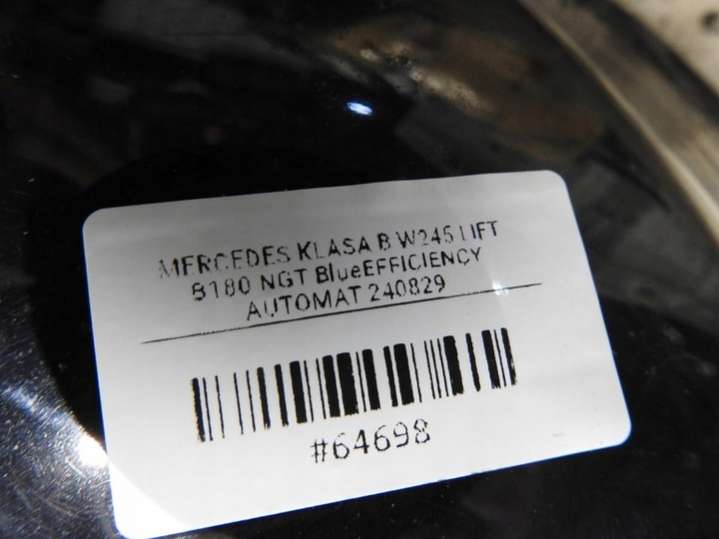 MERCEDES KLASA B W245 LIFT
B180 NGT BlueEFFICIENCY
AUTOMAT 240829
#64698